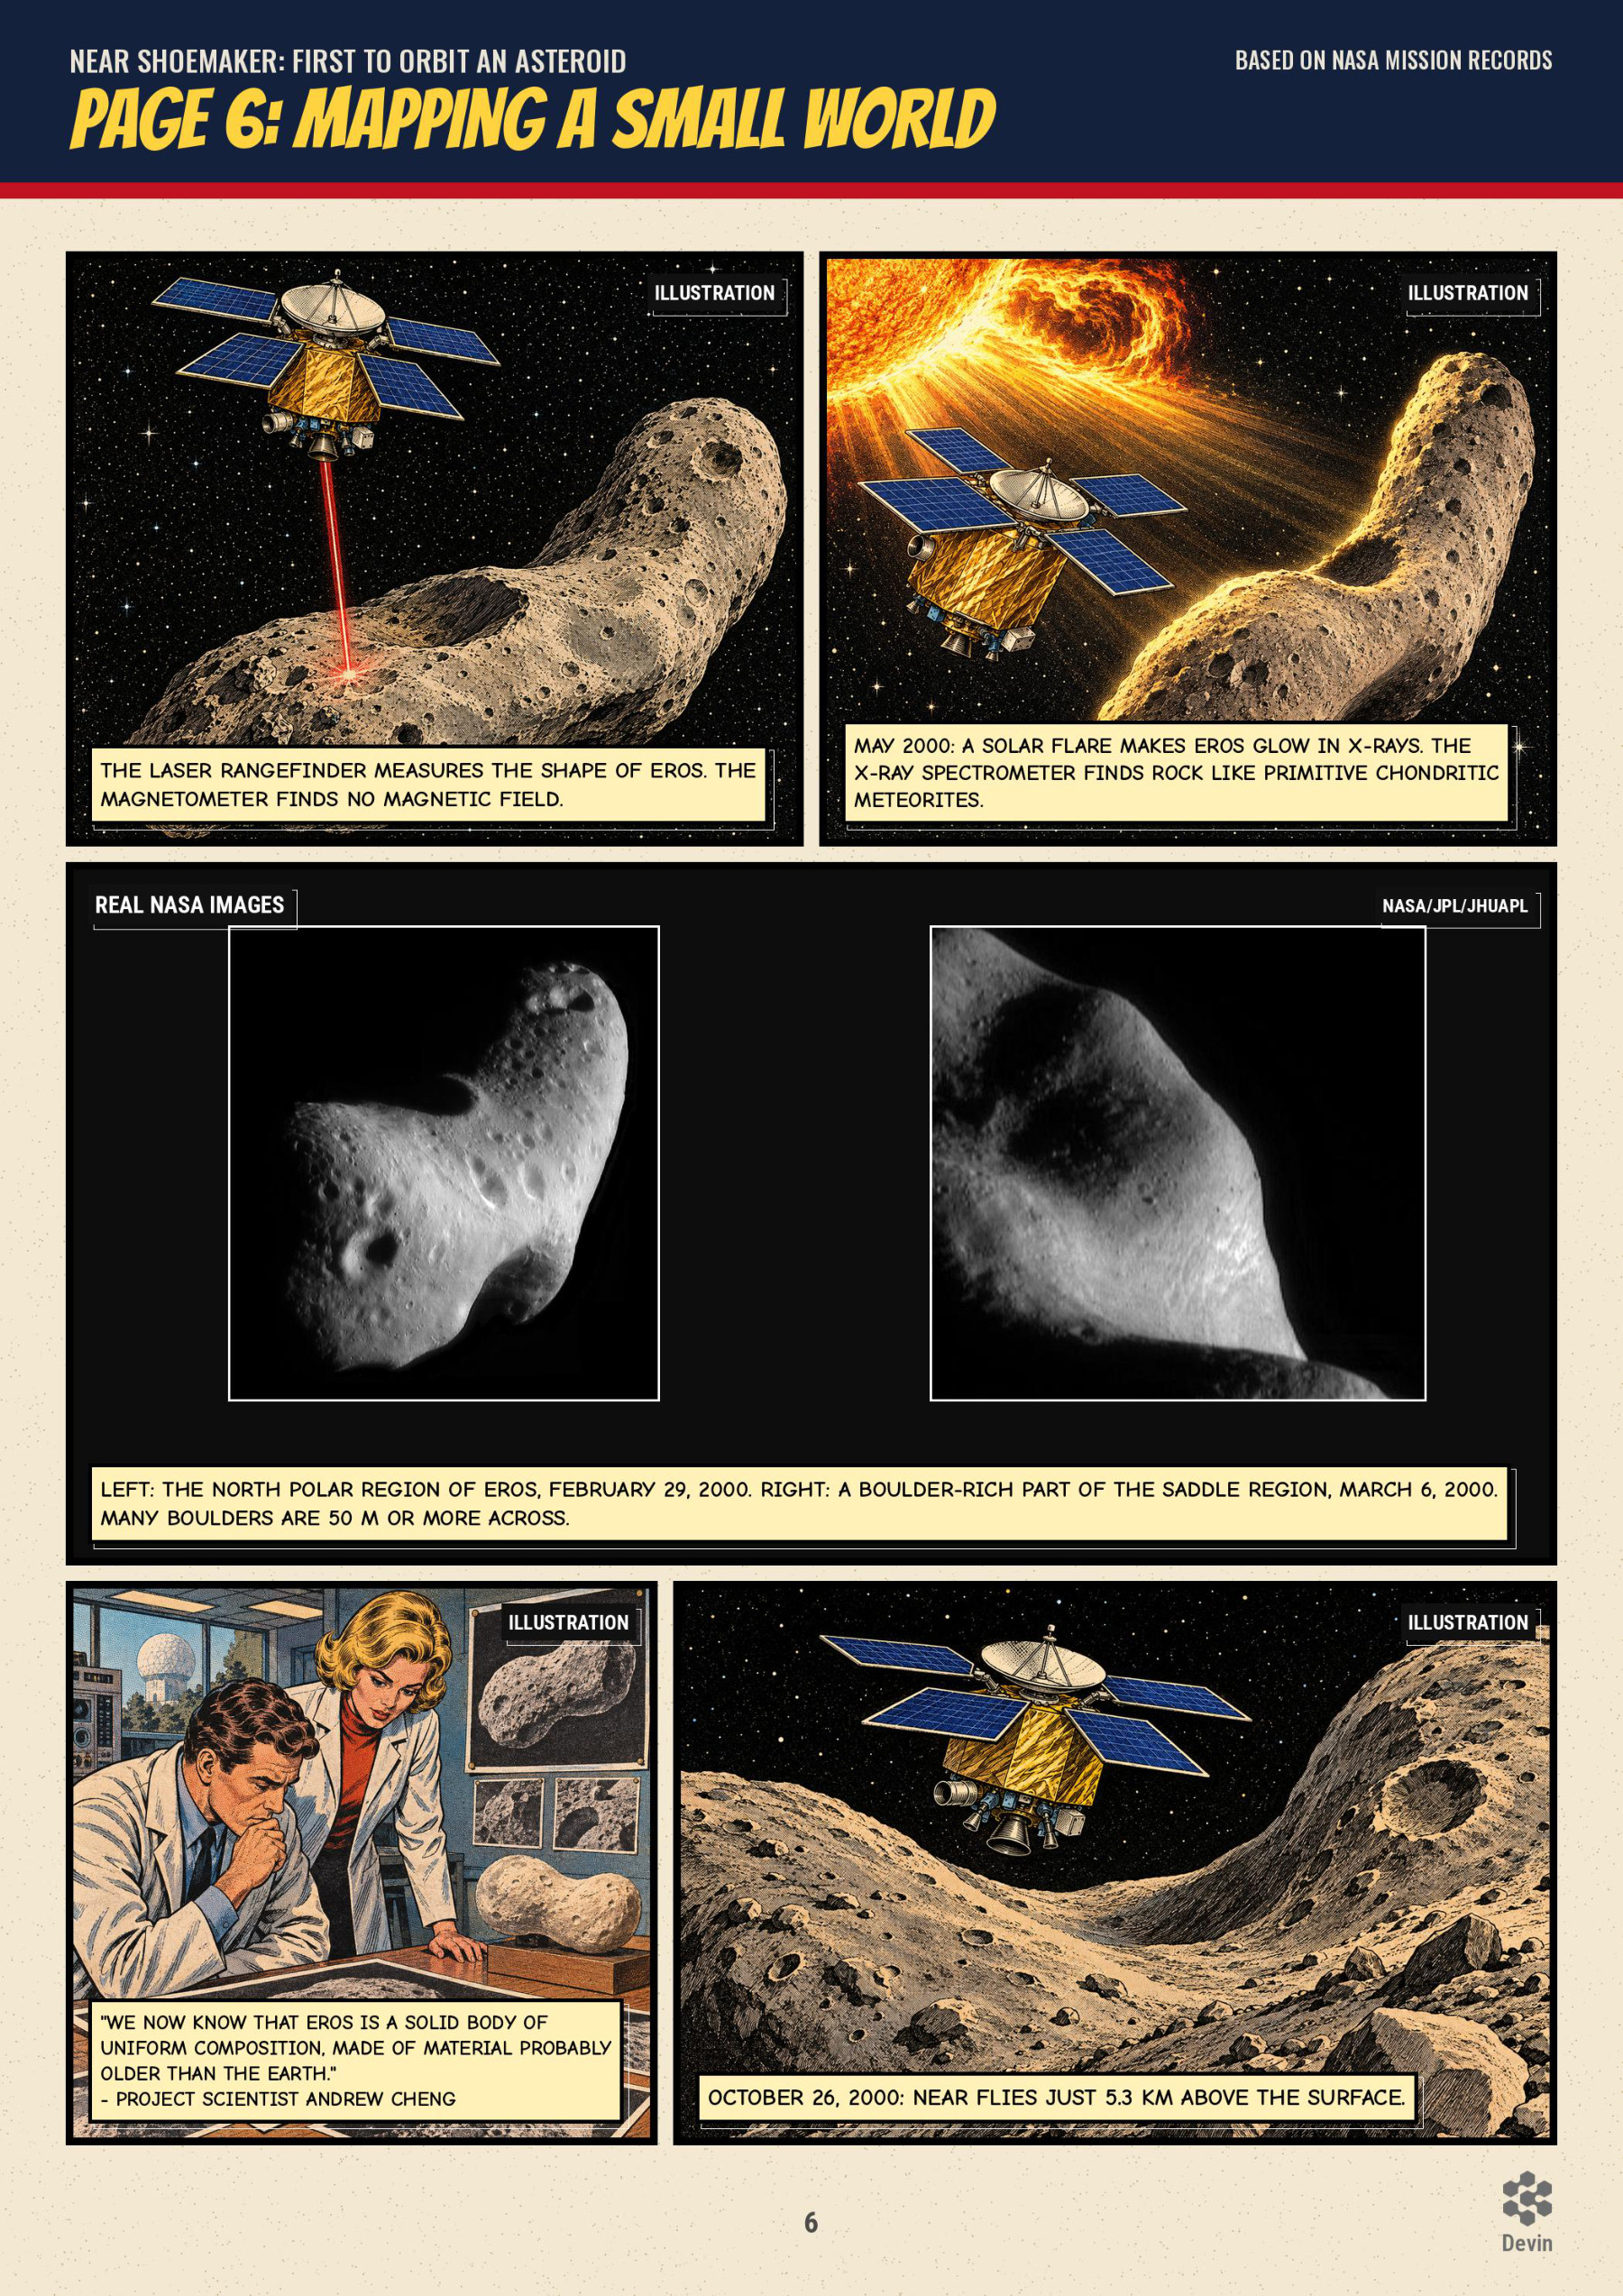 NEAR SHOEMAKER: FIRST TO ORBIT AN ASTEROID
BASED ON NASA MISSION RECORDS
PAGE 6: MAPPING A SMALL WORLD
ILLUSTRATION
THE LASER RANGEFINDER MEASURES THE SHAPE OF EROS. THE
MAGNETOMETER FINDS NO MAGNETIC FIELD.
ILLUSTRATION
MAY 2000: A SOLAR FLARE MAKES EROS GLOW IN X-RAYS. THE
X-RAY SPECTROMETER FINDS ROCK LIKE PRIMITIVE CHONDRITIC
METEORITES.
REAL NASA IMAGES
NASA/JPL/JHUAPL
LEFT: THE NORTH POLAR REGION OF EROS, FEBRUARY 29, 2000. RIGHT: A BOULDER-RICH PART OF THE SADDLE REGION, MARCH 6, 2000.
MANY BOULDERS ARE 50 M OR MORE ACROSS.
ILLUSTRATION
"WE NOW KNOW THAT EROS IS A SOLID BODY OF
UNIFORM COMPOSITION, MADE OF MATERIAL PROBABLY
OLDER THAN THE EARTH."
- PROJECT SCIENTIST ANDREW CHENG
ILLUSTRATION
OCTOBER 26, 2000: NEAR FLIES JUST 5.3 KM ABOVE THE SURFACE.
6
Devin